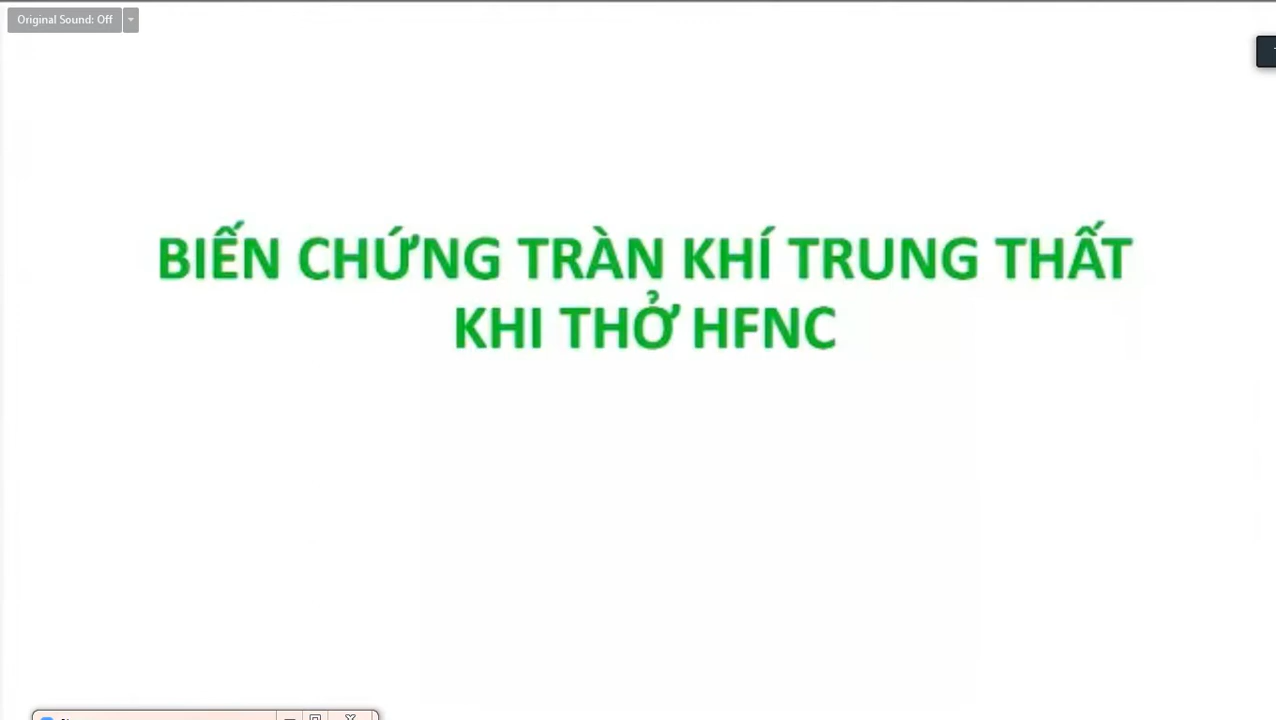 Original Sound: Off
BIẾN CHỨNG TRÀN KHÍ TRUNG THẤT
KHI THỞ HFNC